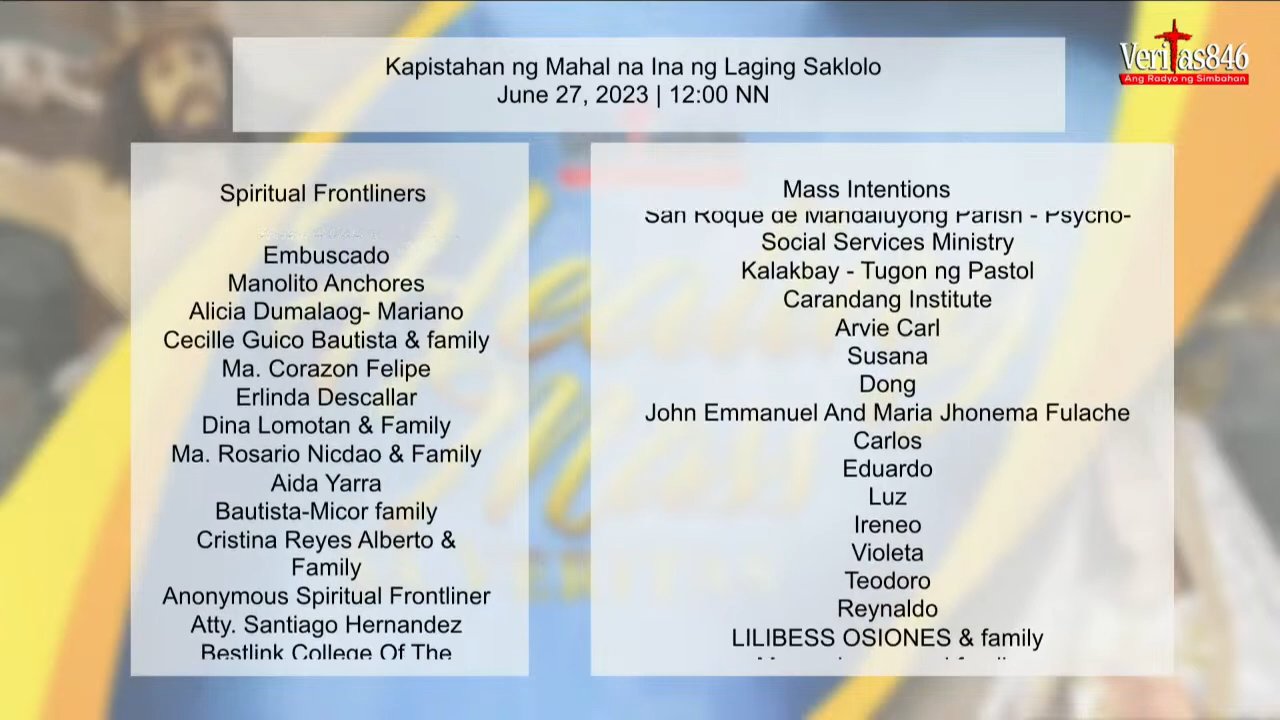 Kapistahan ng Mahal na Ina ng Laging Saklolo
June 27, 2023 | 12:00 NN
Veritas846
Ang Radyo ng Simbahan
Spiritual Frontliners
Embuscado
Manolito Anchores
Alicia Dumalaog- Mariano
Cecille Guico Bautista & family
Ma. Corazon Felipe
Erlinda Descallar
Dina Lomotan & Family
Ma. Rosario Nicdao & Family
Aida Yarra
Bautista-Micor family
Cristina Reyes Alberto &
Family
Anonymous Spiritual Frontliner
Atty. Santiago Hernandez
Bestlink College Of The
Mass Intentions
San Roque de Mandaluyong Parish - Psycho-
Social Services Ministry
Kalakbay - Tugon ng Pastol
Carandang Institute
Arvie Carl
Susana
Dong
John Emmanuel And Maria Jhonema Fulache
Carlos
Eduardo
Luz
Ireneo
Violeta
Teodoro
Reynaldo
LILIBESS OSIONES & family